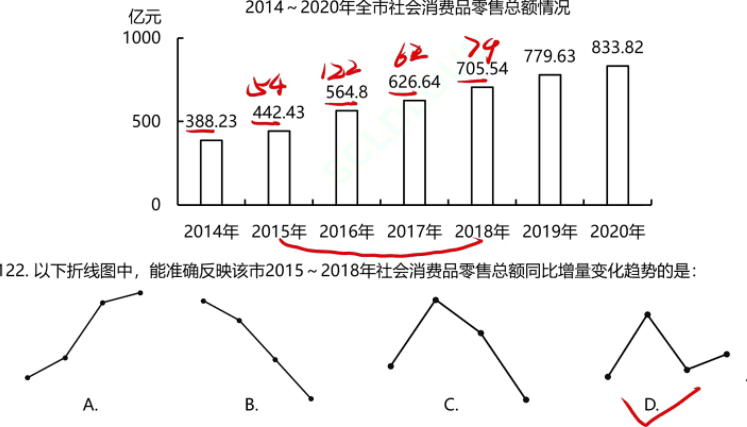 2014～2020年全市社会消费品零售总额情况
亿元
1000
500
0
54 122 62 79
388.23 442.43 564.8 626.64 705.54 779.63 833.82
2014年 2015年 2016年 2017年 2018年 2019年 2020年
122. 以下折线图中，能准确反映该市2015～2018年社会消费品零售总额同比增量变化趋势的是：
A. B. C. D.